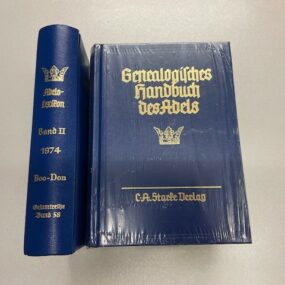 Adels-
Lexikon
Band II
1974
Boo-Don
Gesamtreihe
Band 58
Genealogisches
Handbuch
des Adels
C.A. Starke Verlag